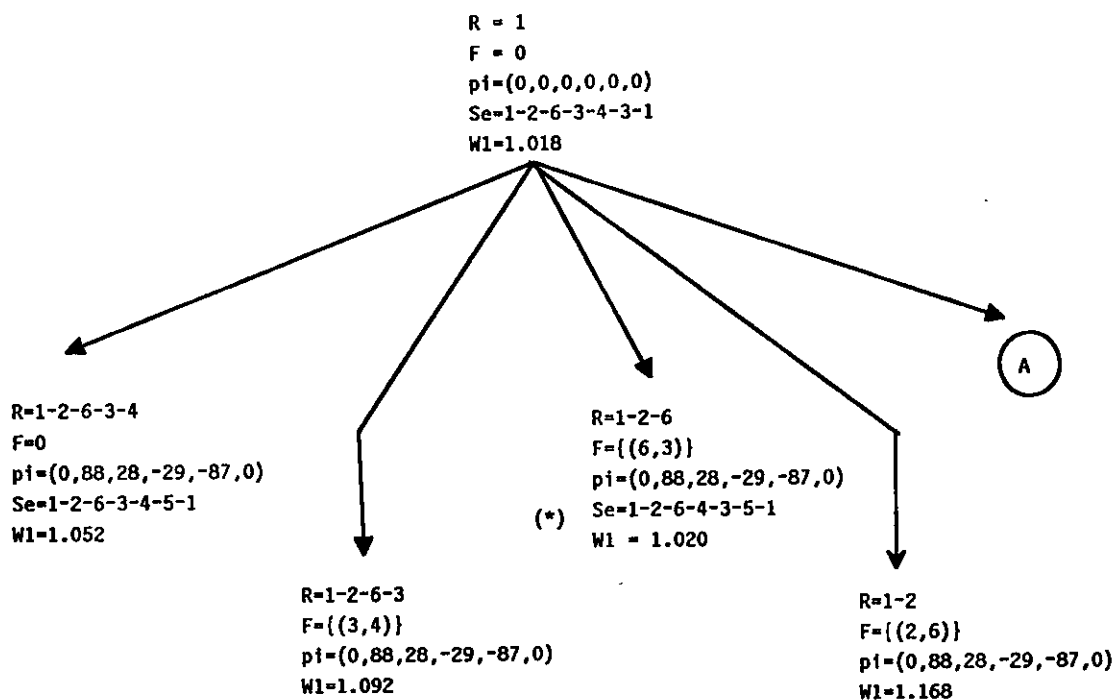 R = 1
F = 0
pi=(0,0,0,0,0,0)
Se=1-2-6-3-4-3-1
W1=1.018
A
R=1-2-6-3-4
F=0
pi=(0,88,28,-29,-87,0)
Se=1-2-6-3-4-5-1
W1=1.052
R=1-2-6
F={(6,3)}
pi=(0,88,28,-29,-87,0)
(*) Se=1-2-6-4-3-5-1
W1 = 1.020
R=1-2-6-3
F={(3,4)}
pi=(0,88,28,-29,-87,0)
W1=1.092
R=1-2
F={(2,6)}
pi=(0,88,28,-29,-87,0)
W1=1.168